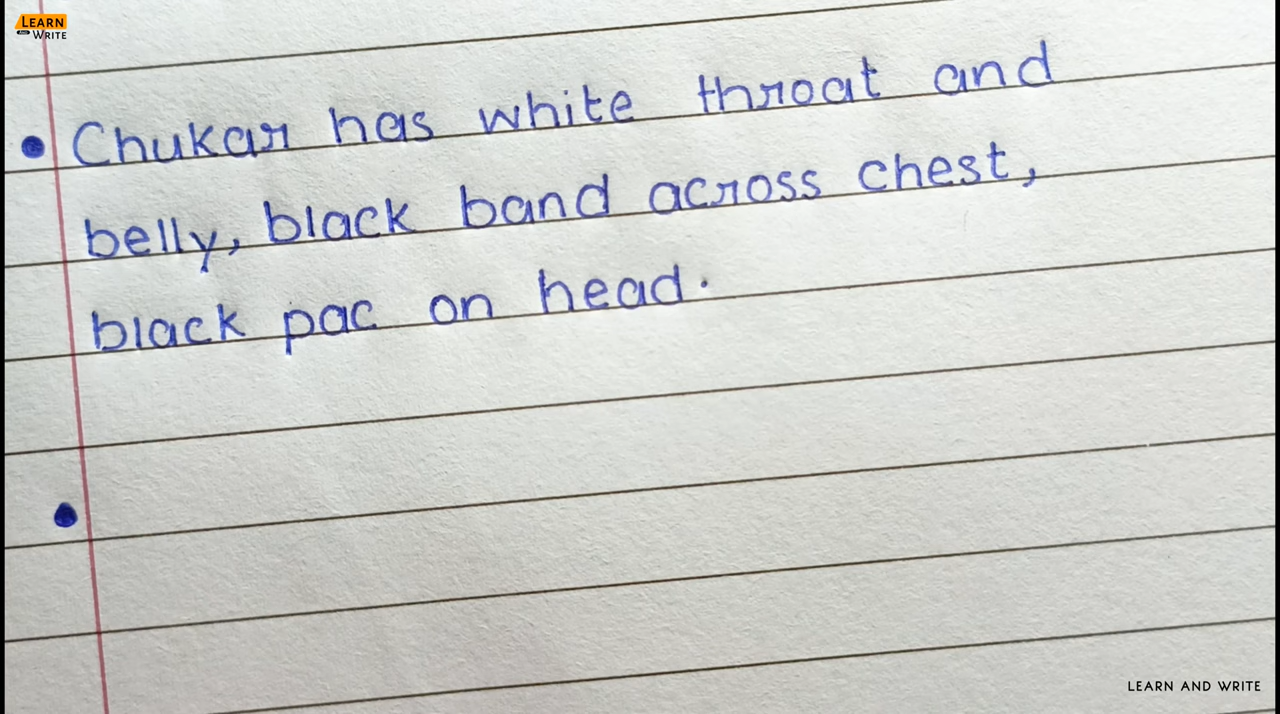 LEARN
AND WRITE
• Chukar has white throat and
belly, black band across chest,
black pac on head.
•
LEARN AND WRITE